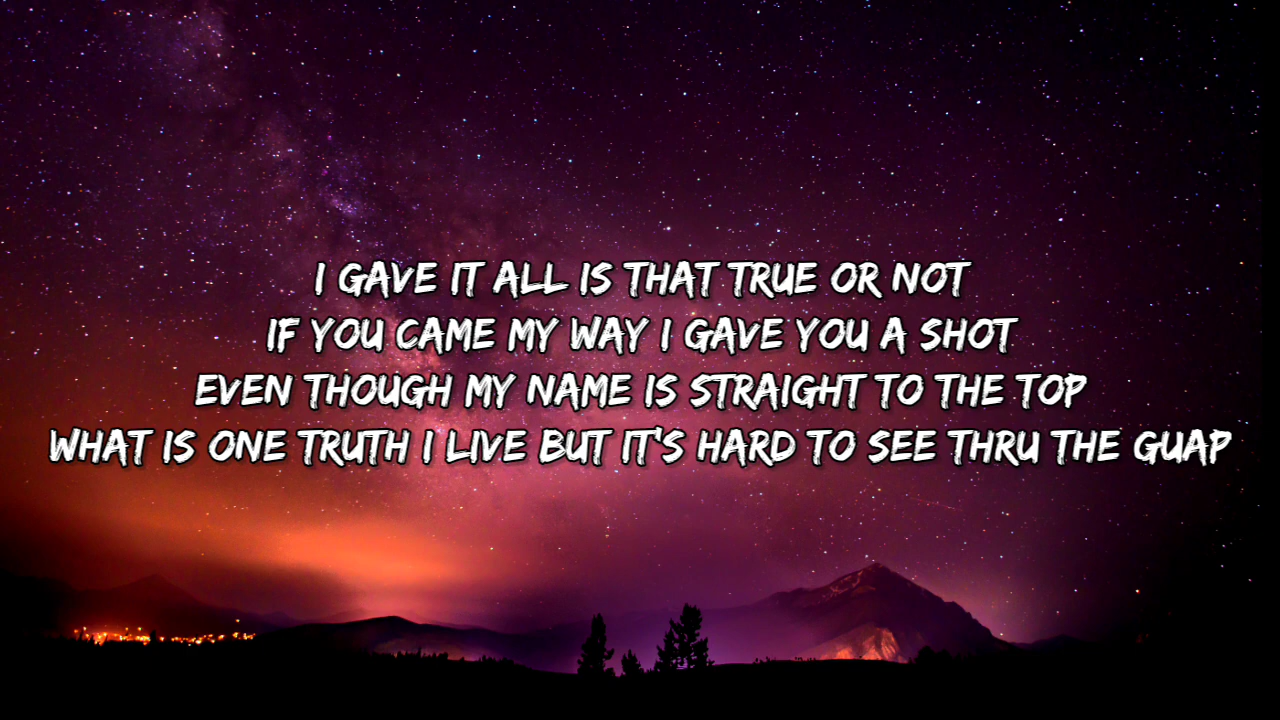 I GAVE IT ALL IS THAT TRUE OR NOT
IF YOU CAME MY WAY I GAVE YOU A SHOT
EVEN THOUGH MY NAME IS STRAIGHT TO THE TOP
WHAT IS ONE TRUTH I LIVE BUT IT'S HARD TO SEE THRU THE GUAP